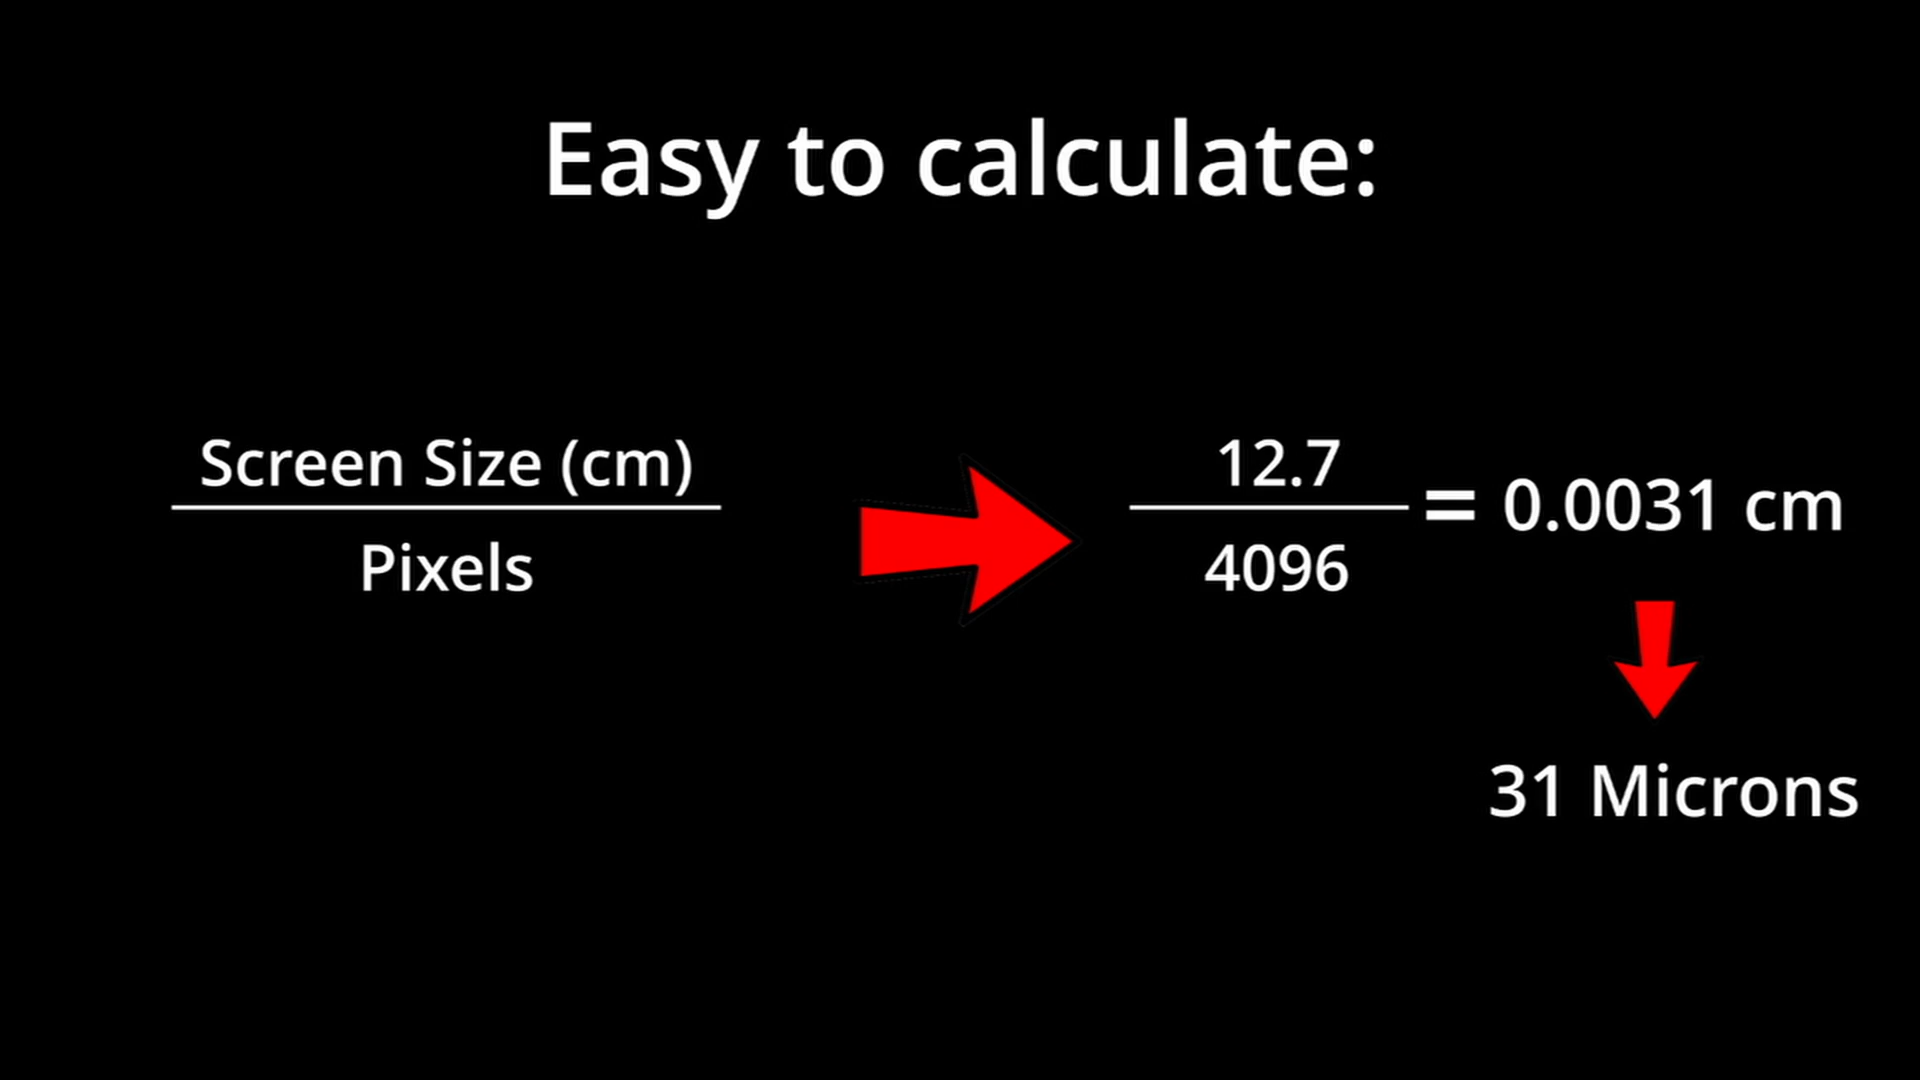 Easy to calculate:
Screen Size (cm)
Pixels
12.7
4096
= 0.0031 cm
31 Microns